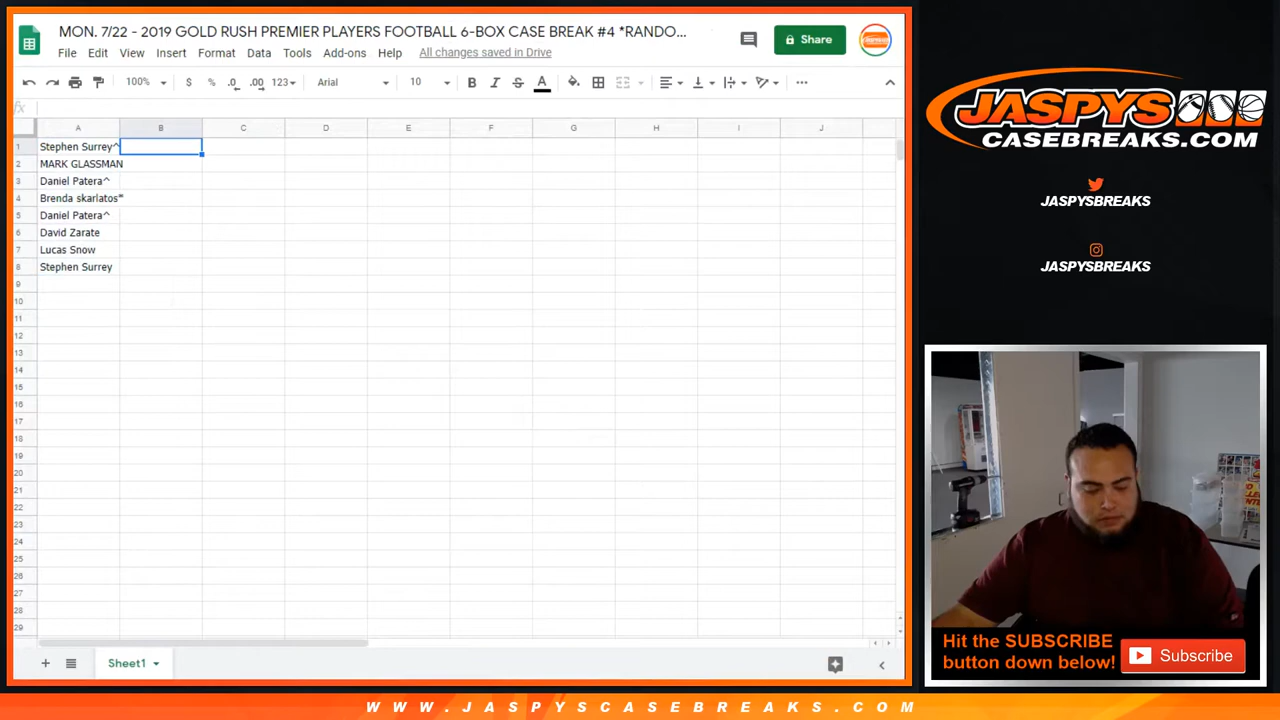 MON. 7/22 - 2019 GOLD RUSH PREMIER PLAYERS FOOTBALL 6-BOX CASE BREAK #4 *RANDO...
File Edit View Insert Format Data Tools Add-ons Help All changes saved in Drive
Share
100% $ % .0 .00 123 Arial 10 B I S A
fx
A B C D E F G H I J
1 Stephen Surrey^
2 MARK GLASSMAN
3 Daniel Patera^
4 Brenda skarlatos*
5 Daniel Patera^
6 David Zarate
7 Lucas Snow
8 Stephen Surrey
9
10
11
12
13
14
15
16
17
18
19
20
21
22
23
24
25
26
27
28
29
Sheet1
JASPYS
CASEBREAKS.COM
JASPYSBREAKS
JASPYSBREAKS
Hit the SUBSCRIBE
button down below!
Subscribe
WWW.JASPYSCASEBREAKS.COM